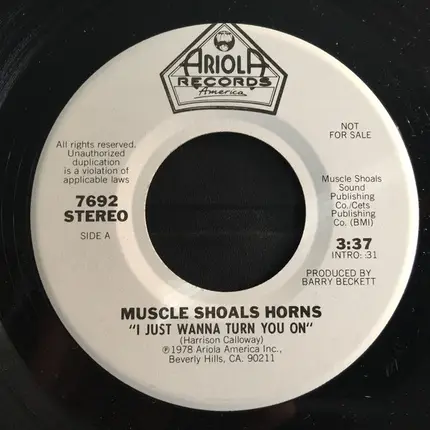 ARIOLA
RECORDS
America
All rights reserved.
Unauthorized
duplication
is a violation of
applicable laws
7692
STEREO
SIDE A
NOT
FOR SALE
Muscle Shoals
Sound
Publishing
Co./Cets
Publishing
Co. (BMI)
3:37
INTRO: :31
PRODUCED BY
BARRY BECKETT
MUSCLE SHOALS HORNS
"I JUST WANNA TURN YOU ON"
(Harrison Calloway)
℗1978 Ariola America Inc.,
Beverly Hills, CA. 90211